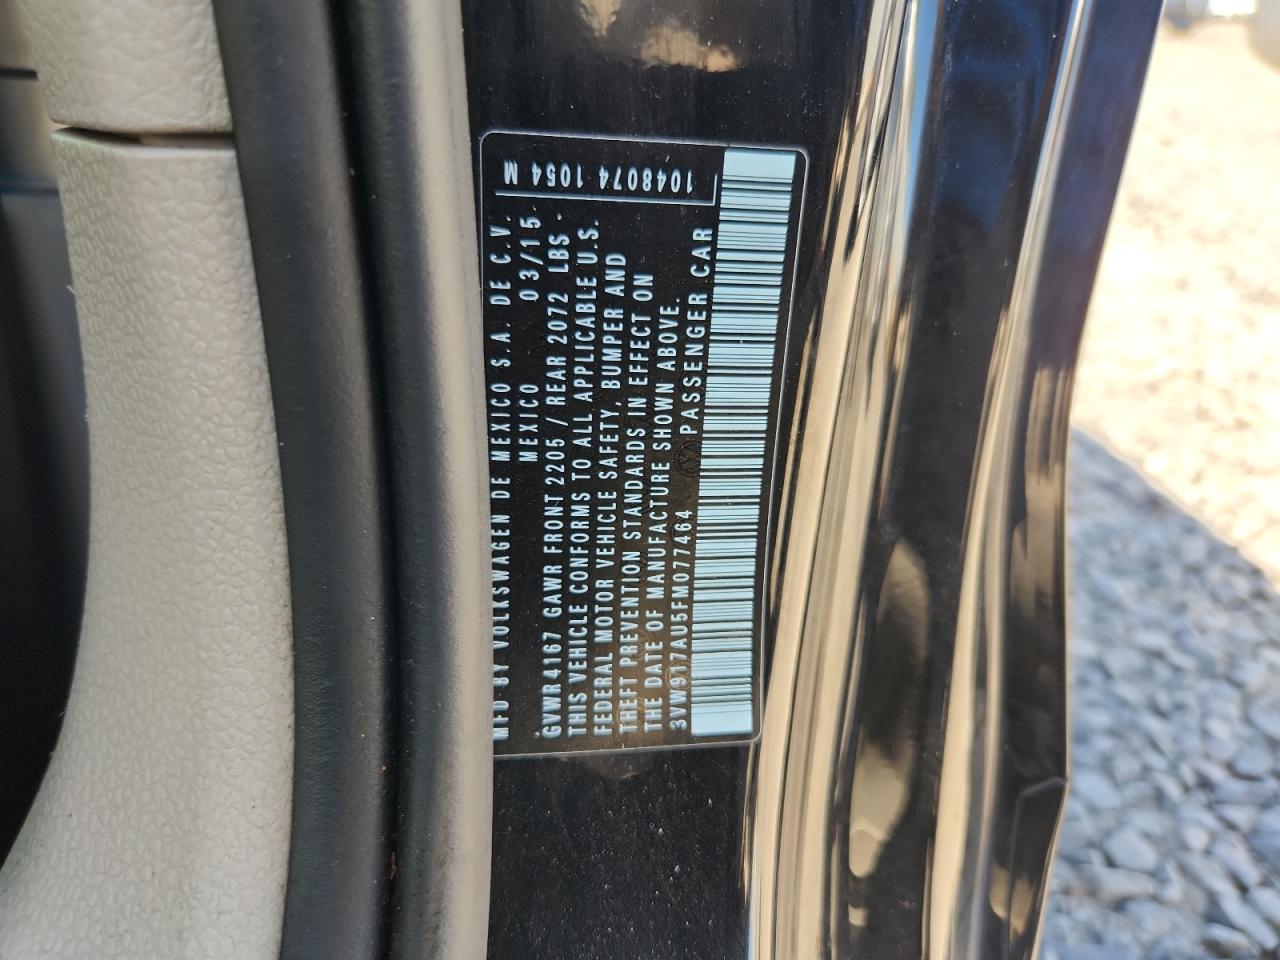 MFD BY VOLKSWAGEN DE MEXICO S.A. DE C.V.
MEXICO 03/15
GVWR 4167 GAWR FRONT 2205 / REAR 2072 LBS
THIS VEHICLE CONFORMS TO ALL APPLICABLE U.S.
FEDERAL MOTOR VEHICLE SAFETY, BUMPER AND
THEFT PREVENTION STANDARDS IN EFFECT ON
THE DATE OF MANUFACTURE SHOWN ABOVE.
3VW917AU5FM077464 PASSENGER CAR
1048074 1054 M